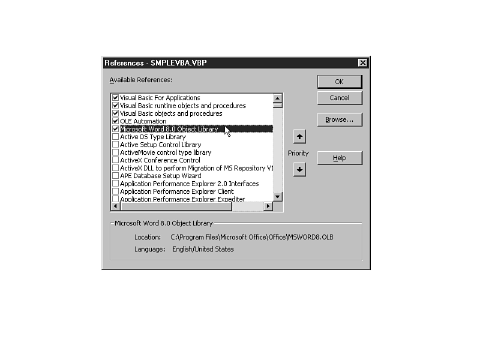 References - SMPLEVBA.VBP
Available References:
OK
Cancel
Browse...
Help
Priority
Visual Basic For Applications
Visual Basic runtime objects and procedures
Visual Basic objects and procedures
OLE Automation
Microsoft Word 8.0 Object Library
Active DS Type Library
Active Setup Control Library
ActiveMovie control type library
ActiveX Conference Control
ActiveX DLL to perform Migration of MS Repository V1
APE Database Setup Wizard
Application Performance Explorer 2.0 Interfaces
Application Performance Explorer Client
Application Performance Explorer Expediter
Microsoft Word 8.0 Object Library
Location: C:\Program Files\Microsoft Office\Office\MSWORD8.OLB
Language: English/United States